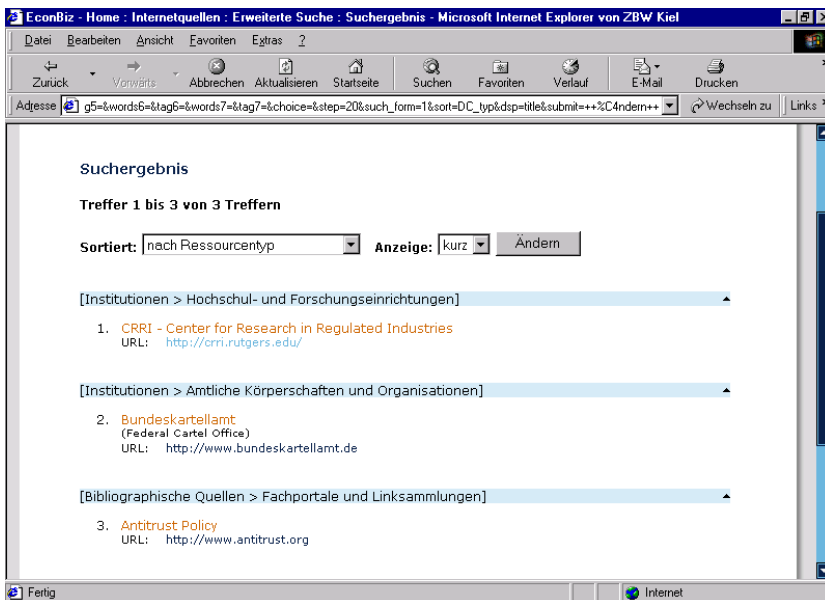 EconBiz - Home : Internetquellen : Erweiterte Suche : Suchergebnis - Microsoft Internet Explorer von ZBW Kiel
Datei Bearbeiten Ansicht Favoriten Extras ?
Zurück Vorwärts Abbrechen Aktualisieren Startseite Suchen Favoriten Verlauf E-Mail Drucken
Adresse g5=&words6=&tag6=&words7=&tag7=&choice=&step=20&such_form=1&sort=DC_typ&dsp=title&submit=++%C4ndern++ Wechseln zu Links
Suchergebnis
Treffer 1 bis 3 von 3 Treffern
Sortiert: nach Ressourcentyp Anzeige: kurz Ändern
[Institutionen > Hochschul- und Forschungseinrichtungen]
1. CRRI - Center for Research in Regulated Industries
URL: http://crri.rutgers.edu/
[Institutionen > Amtliche Körperschaften und Organisationen]
2. Bundeskartellamt
(Federal Cartel Office)
URL: http://www.bundeskartellamt.de
[Bibliographische Quellen > Fachportale und Linksammlungen]
3. Antitrust Policy
URL: http://www.antitrust.org
Fertig Internet